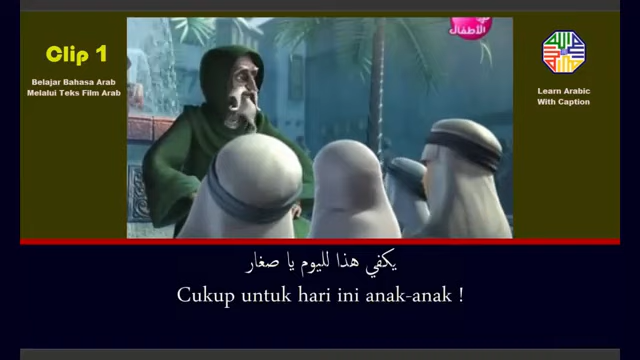 Clip 1
Belajar Bahasa Arab
Melalui Teks Film Arab
للأطفال
Learn Arabic
With Caption
يكفي هذا لليوم يا صغار
Cukup untuk hari ini anak-anak !